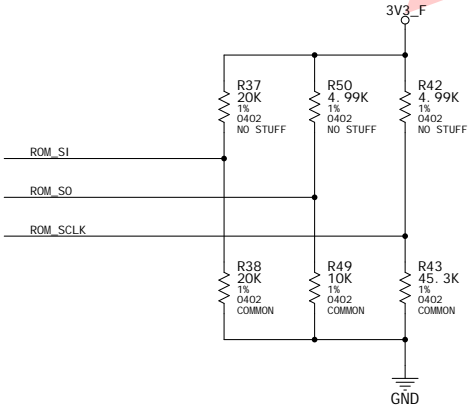 3V3_F
R37
20K
1%
0402
NO STUFF
R50
4.99K
1%
0402
NO STUFF
R42
4.99K
1%
0402
NO STUFF
ROM_SI
ROM_SO
ROM_SCLK
R38
20K
1%
0402
COMMON
R49
10K
1%
0402
COMMON
R43
45.3K
1%
0402
COMMON
GND